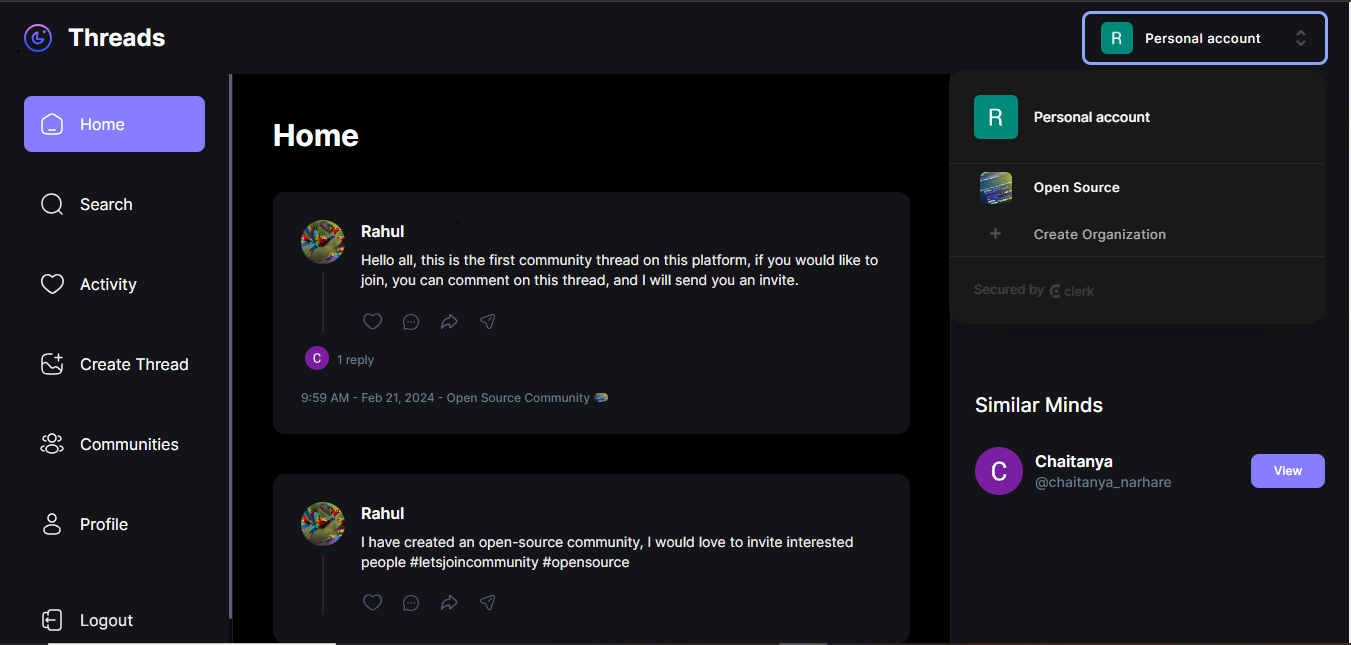 Threads
R
Personal account
Home
Search
Activity
Create Thread
Communities
Profile
Logout
Home
Rahul
Hello all, this is the first community thread on this platform, if you would like to
join, you can comment on this thread, and I will send you an invite.
C
1 reply
9:59 AM - Feb 21, 2024 - Open Source Community
Rahul
I have created an open-source community, I would love to invite interested
people #letsjoincommunity #opensource
R
Personal account
Open Source
+ Create Organization
Secured by clerk
Similar Minds
C
Chaitanya
@chaitanya_narhare
View